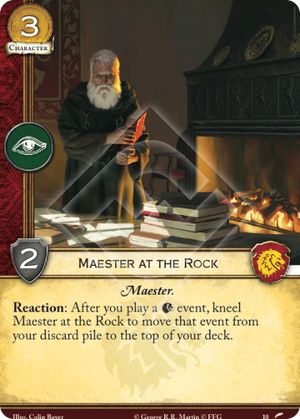 3
CHARACTER
2
MAESTER AT THE ROCK
Maester.
Reaction: After you play a event, kneel
Maester at the Rock to move that event from
your discard pile to the top of your deck.
Illus. Colin Boyer © George R.R. Martin © FFG 10